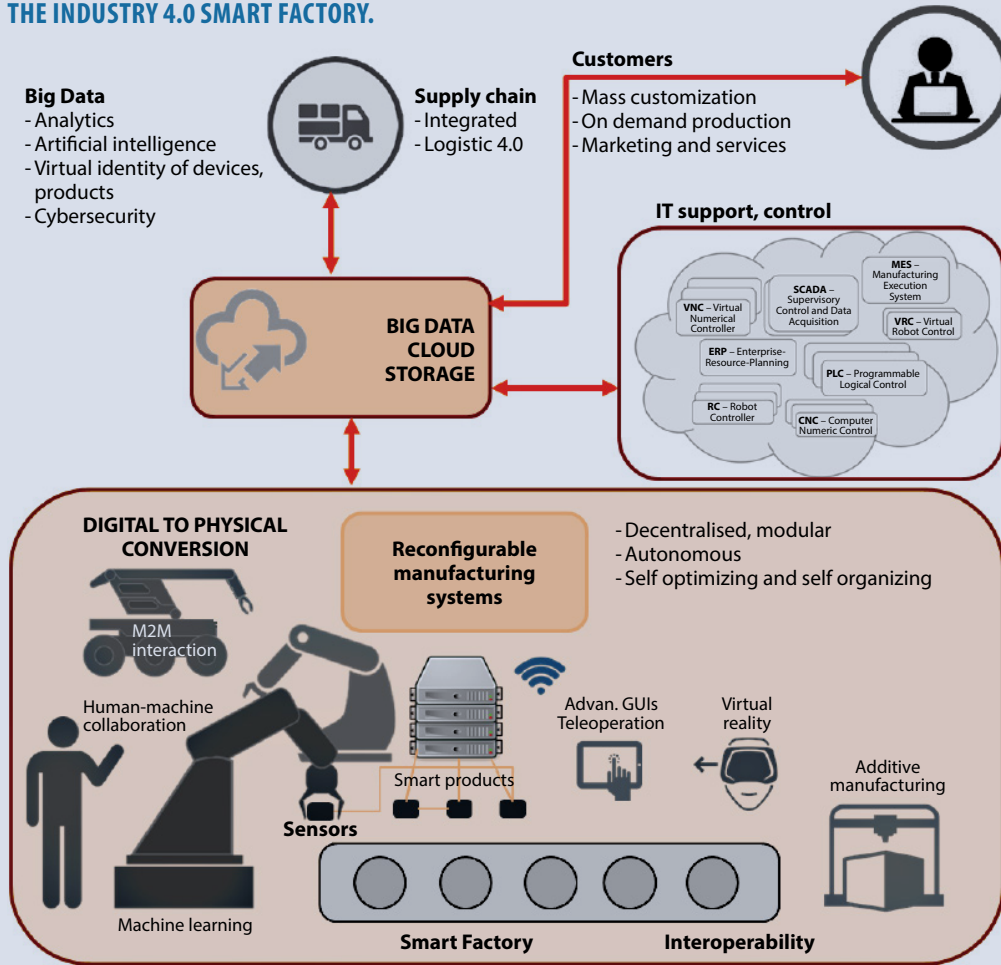 THE INDUSTRY 4.0 SMART FACTORY.
Big Data
- Analytics
- Artificial intelligence
- Virtual identity of devices,
products
- Cybersecurity
Supply chain
- Integrated
- Logistic 4.0
Customers
- Mass customization
- On demand production
- Marketing and services
IT support, control
VNC – Virtual
Numerical
Controller
SCADA –
Supervisory
Control and Data
Acquisition
MES –
Manufacturing
Execution
System
VRC – Virtual
Robot Control
ERP – Enterprise-
Resource-Planning
PLC – Programmable
Logical Control
RC – Robot
Controller
CNC – Computer
Numeric Control
BIG DATA
CLOUD
STORAGE
DIGITAL TO PHYSICAL
CONVERSION
Reconfigurable
manufacturing
systems
- Decentralised, modular
- Autonomous
- Self optimizing and self organizing
M2M
interaction
Human-machine
collaboration
Smart products
Advan. GUIs
Teleoperation
Virtual
reality
Additive
manufacturing
Sensors
Machine learning
Smart Factory
Interoperability